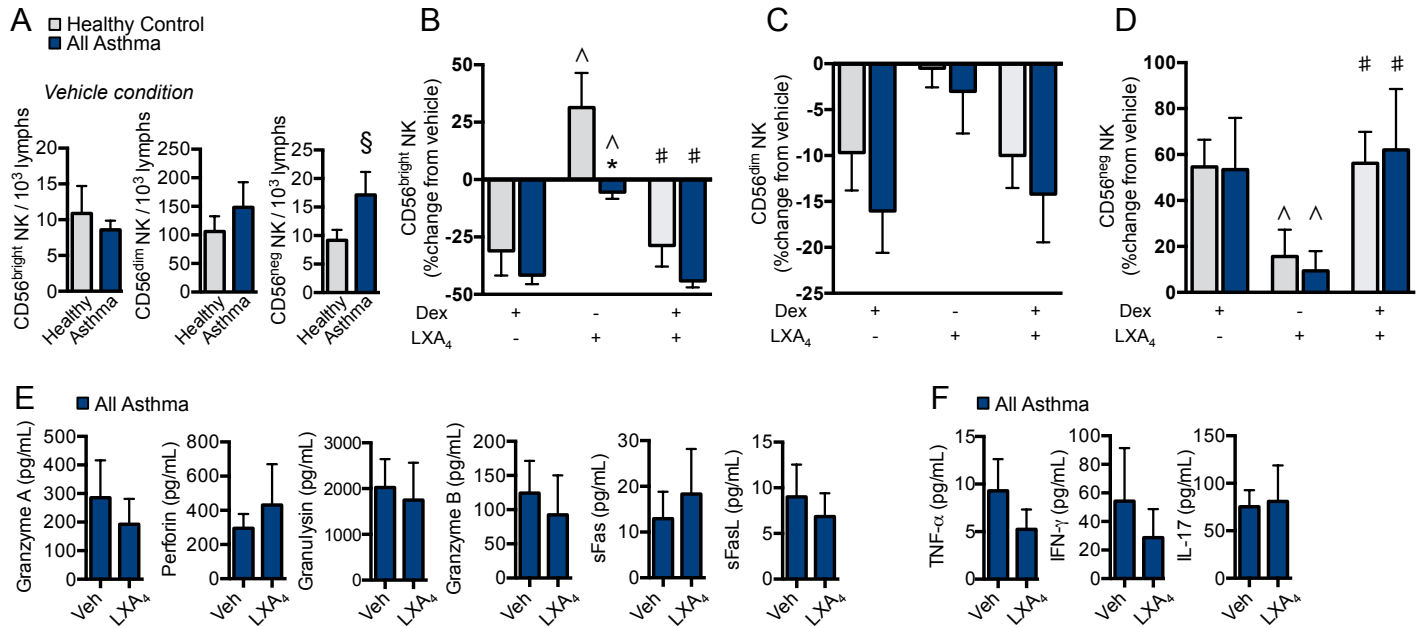 A
Healthy Control
All Asthma
Vehicle condition
CD56bright NK / 10³ lymphs
20
15
10
5
0
Healthy
Asthma
CD56dim NK / 10³ lymphs
250
200
150
100
50
0
Healthy
Asthma
CD56neg NK / 10³ lymphs
25
20
15
10
5
0
§
Healthy
Asthma
B
CD56bright NK
(%change from vehicle)
50
25
0
-25
-50
^
^
*
#
#
Dex + - +
LXA₄ - + +
C
CD56dim NK
(%change from vehicle)
0
-5
-10
-15
-20
-25
Dex + - +
LXA₄ - + +
D
CD56neg NK
(%change from vehicle)
100
80
60
40
20
0
^
^
#
#
Dex + - +
LXA₄ - + +
E
All Asthma
Granzyme A (pg/mL)
500
400
300
200
100
0
Veh
LXA₄
Perforin (pg/mL)
800
600
400
200
0
Veh
LXA₄
Granulysin (pg/mL)
3000
2000
1000
0
Veh
LXA₄
Granzyme B (pg/mL)
200
150
100
50
0
Veh
LXA₄
sFas (pg/mL)
30
20
10
0
Veh
LXA₄
sFasL (pg/mL)
15
10
5
0
Veh
LXA₄
F
All Asthma
TNF-α (pg/mL)
15
10
5
0
Veh
LXA₄
IFN-γ (pg/mL)
100
80
60
40
20
0
Veh
LXA₄
IL-17 (pg/mL)
150
100
50
0
Veh
LXA₄